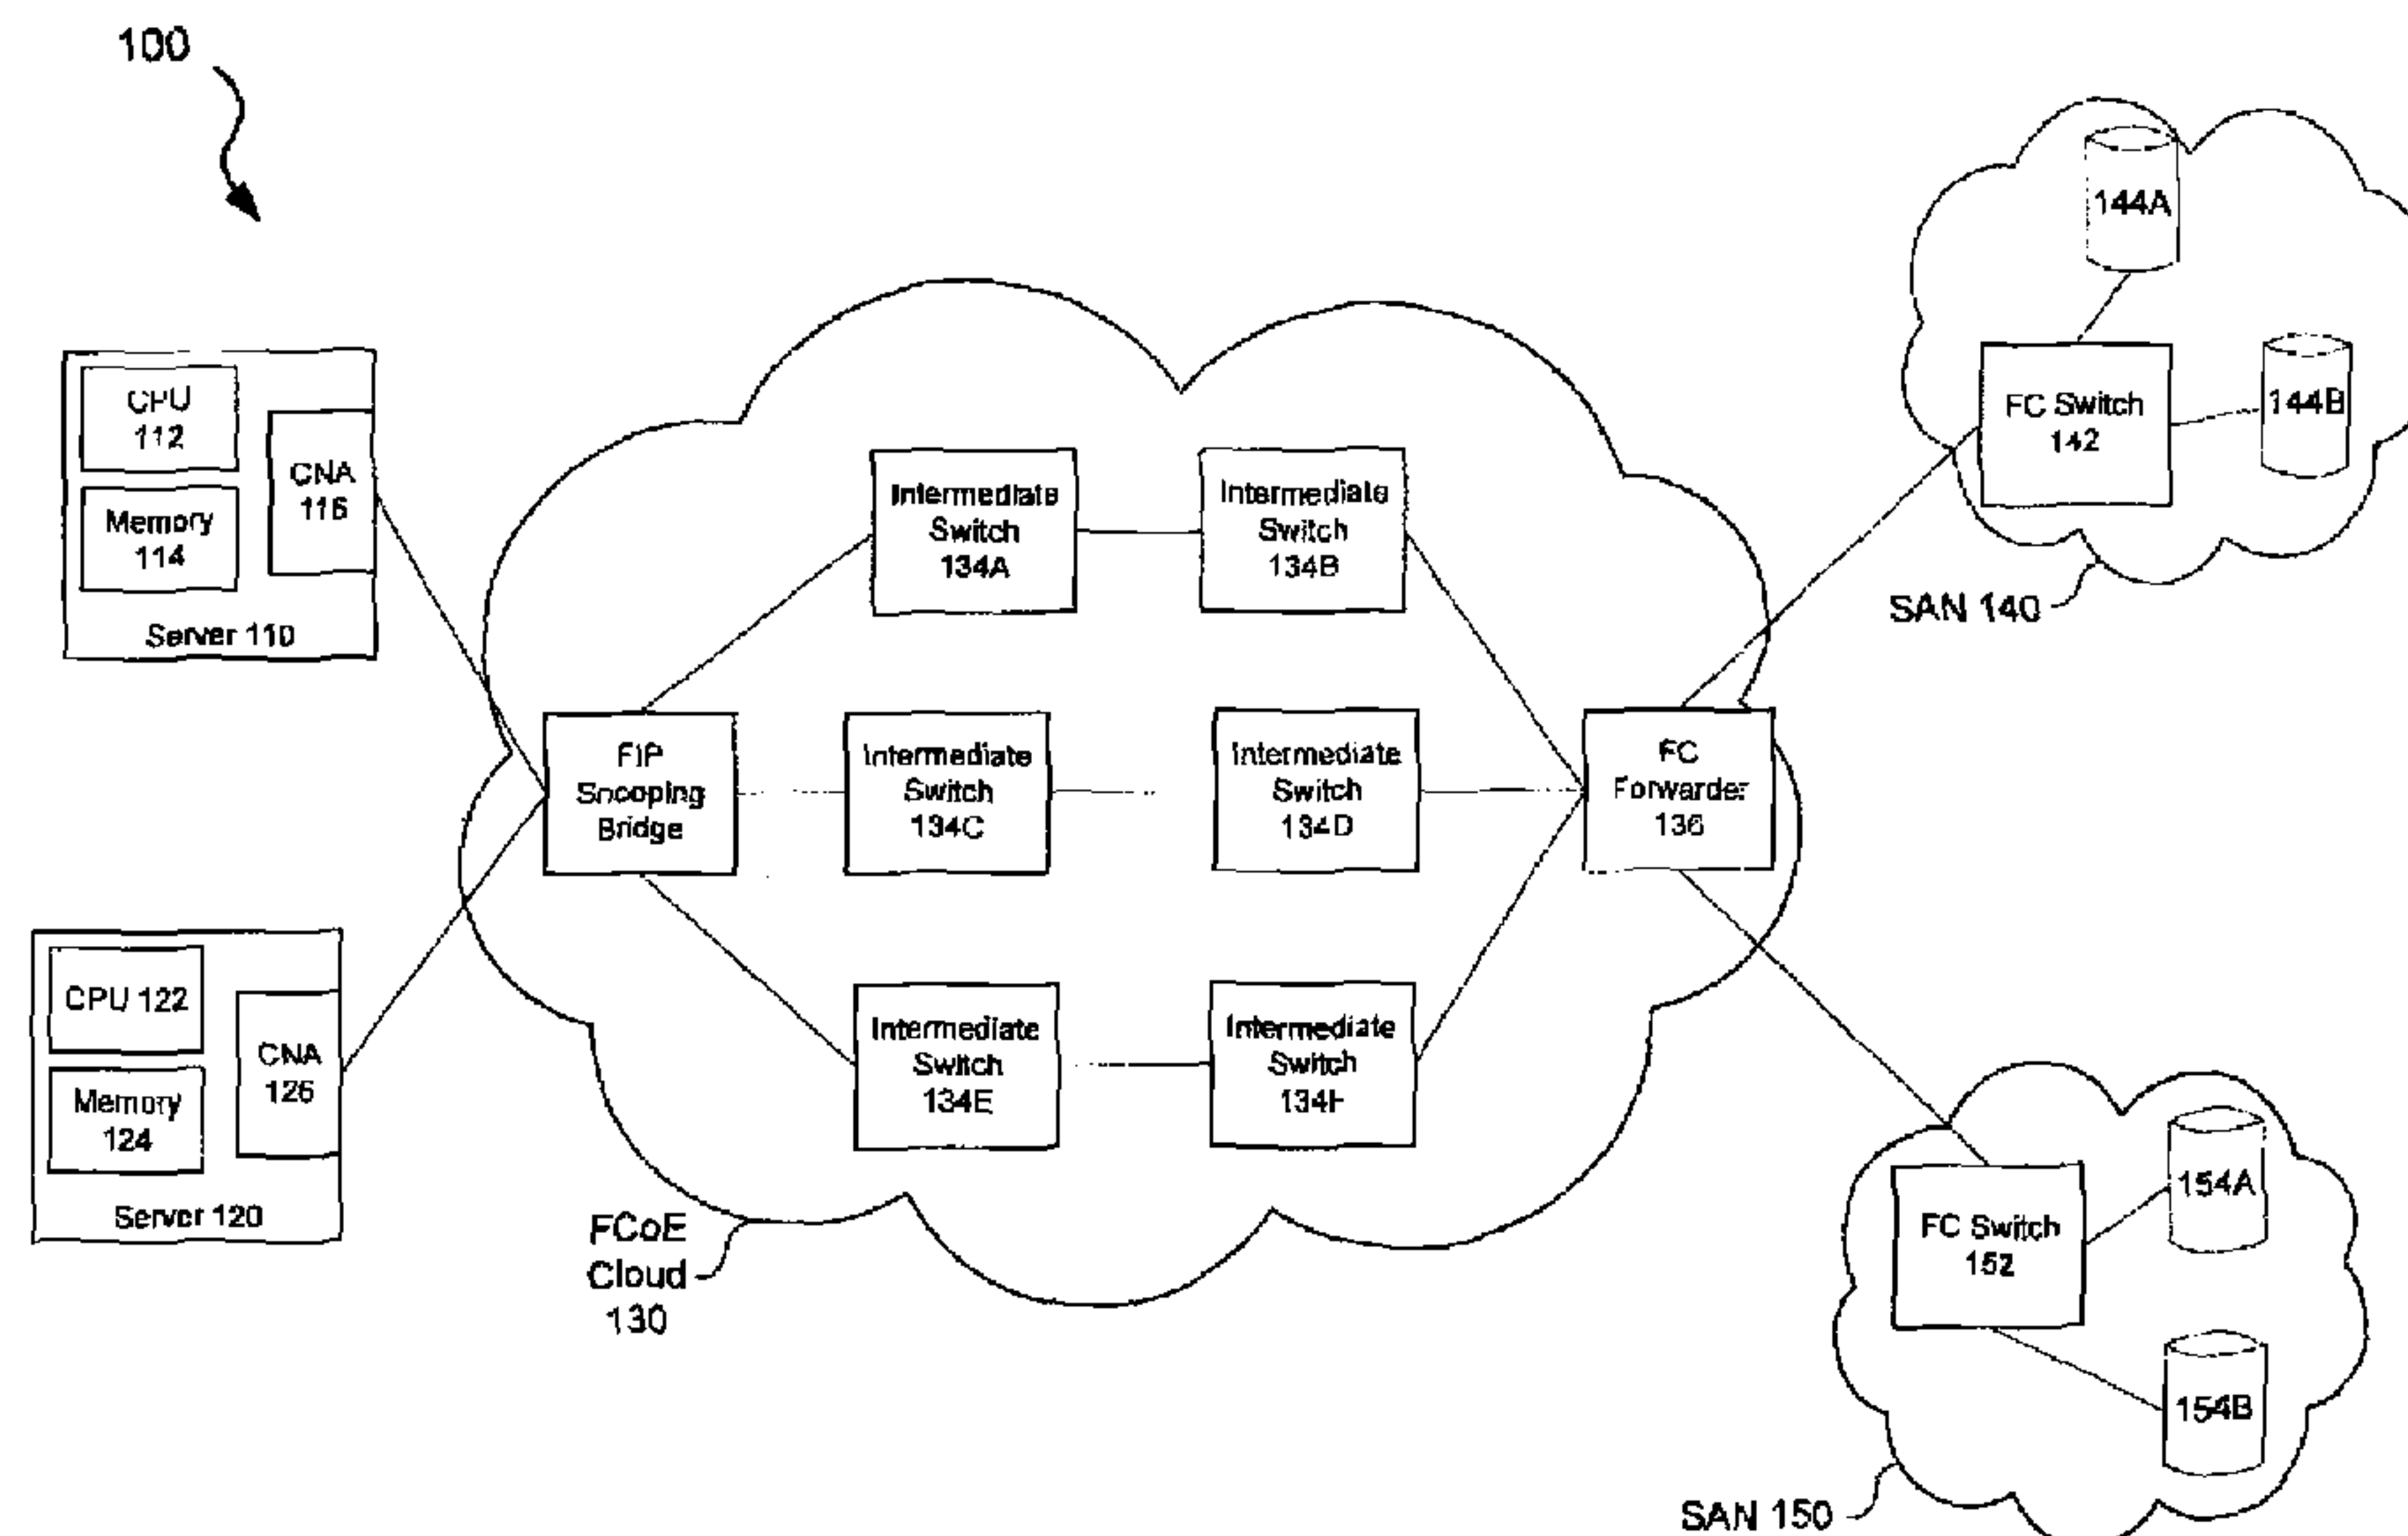 100
144A
CPU
112
CNA
116
Memory
114
Server 110
Intermediate
Switch
134A
Intermediate
Switch
134B
FC Switch
142
144B
SAN 140
FIP
Snooping
Bridge
Intermediate
Switch
134C
Intermediate
Switch
134D
FC
Forwarder
136
CPU 122
CNA
126
Memory
124
Server 120
Intermediate
Switch
134E
Intermediate
Switch
134F
FCoE
Cloud
130
154A
FC Switch
152
154B
SAN 150